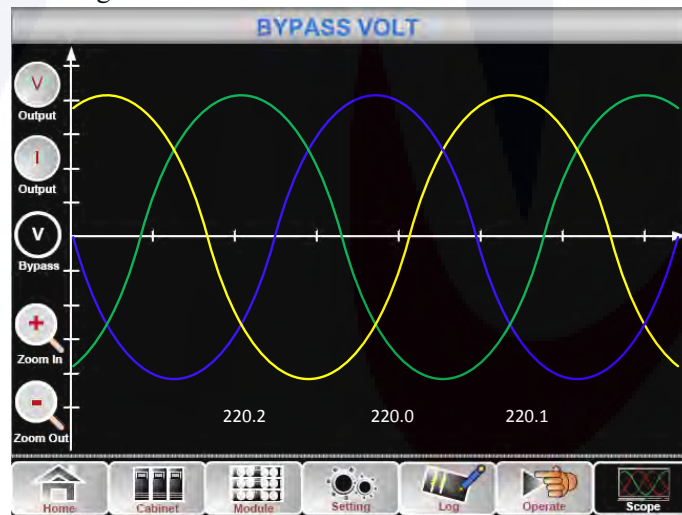 BYPASS VOLT
V
Output
I
Output
V
Bypass
+
Zoom In
-
Zoom Out
220.2 220.0 220.1
Home Cabinet Module Setting Log Operate Scope